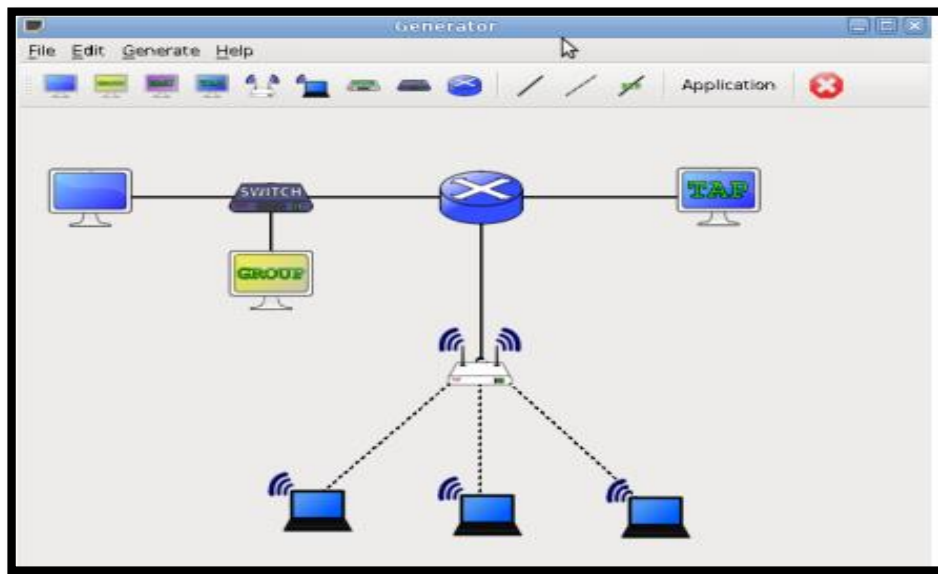 Generator
File Edit Generate Help
Application
SWITCH
TAP
GROUP